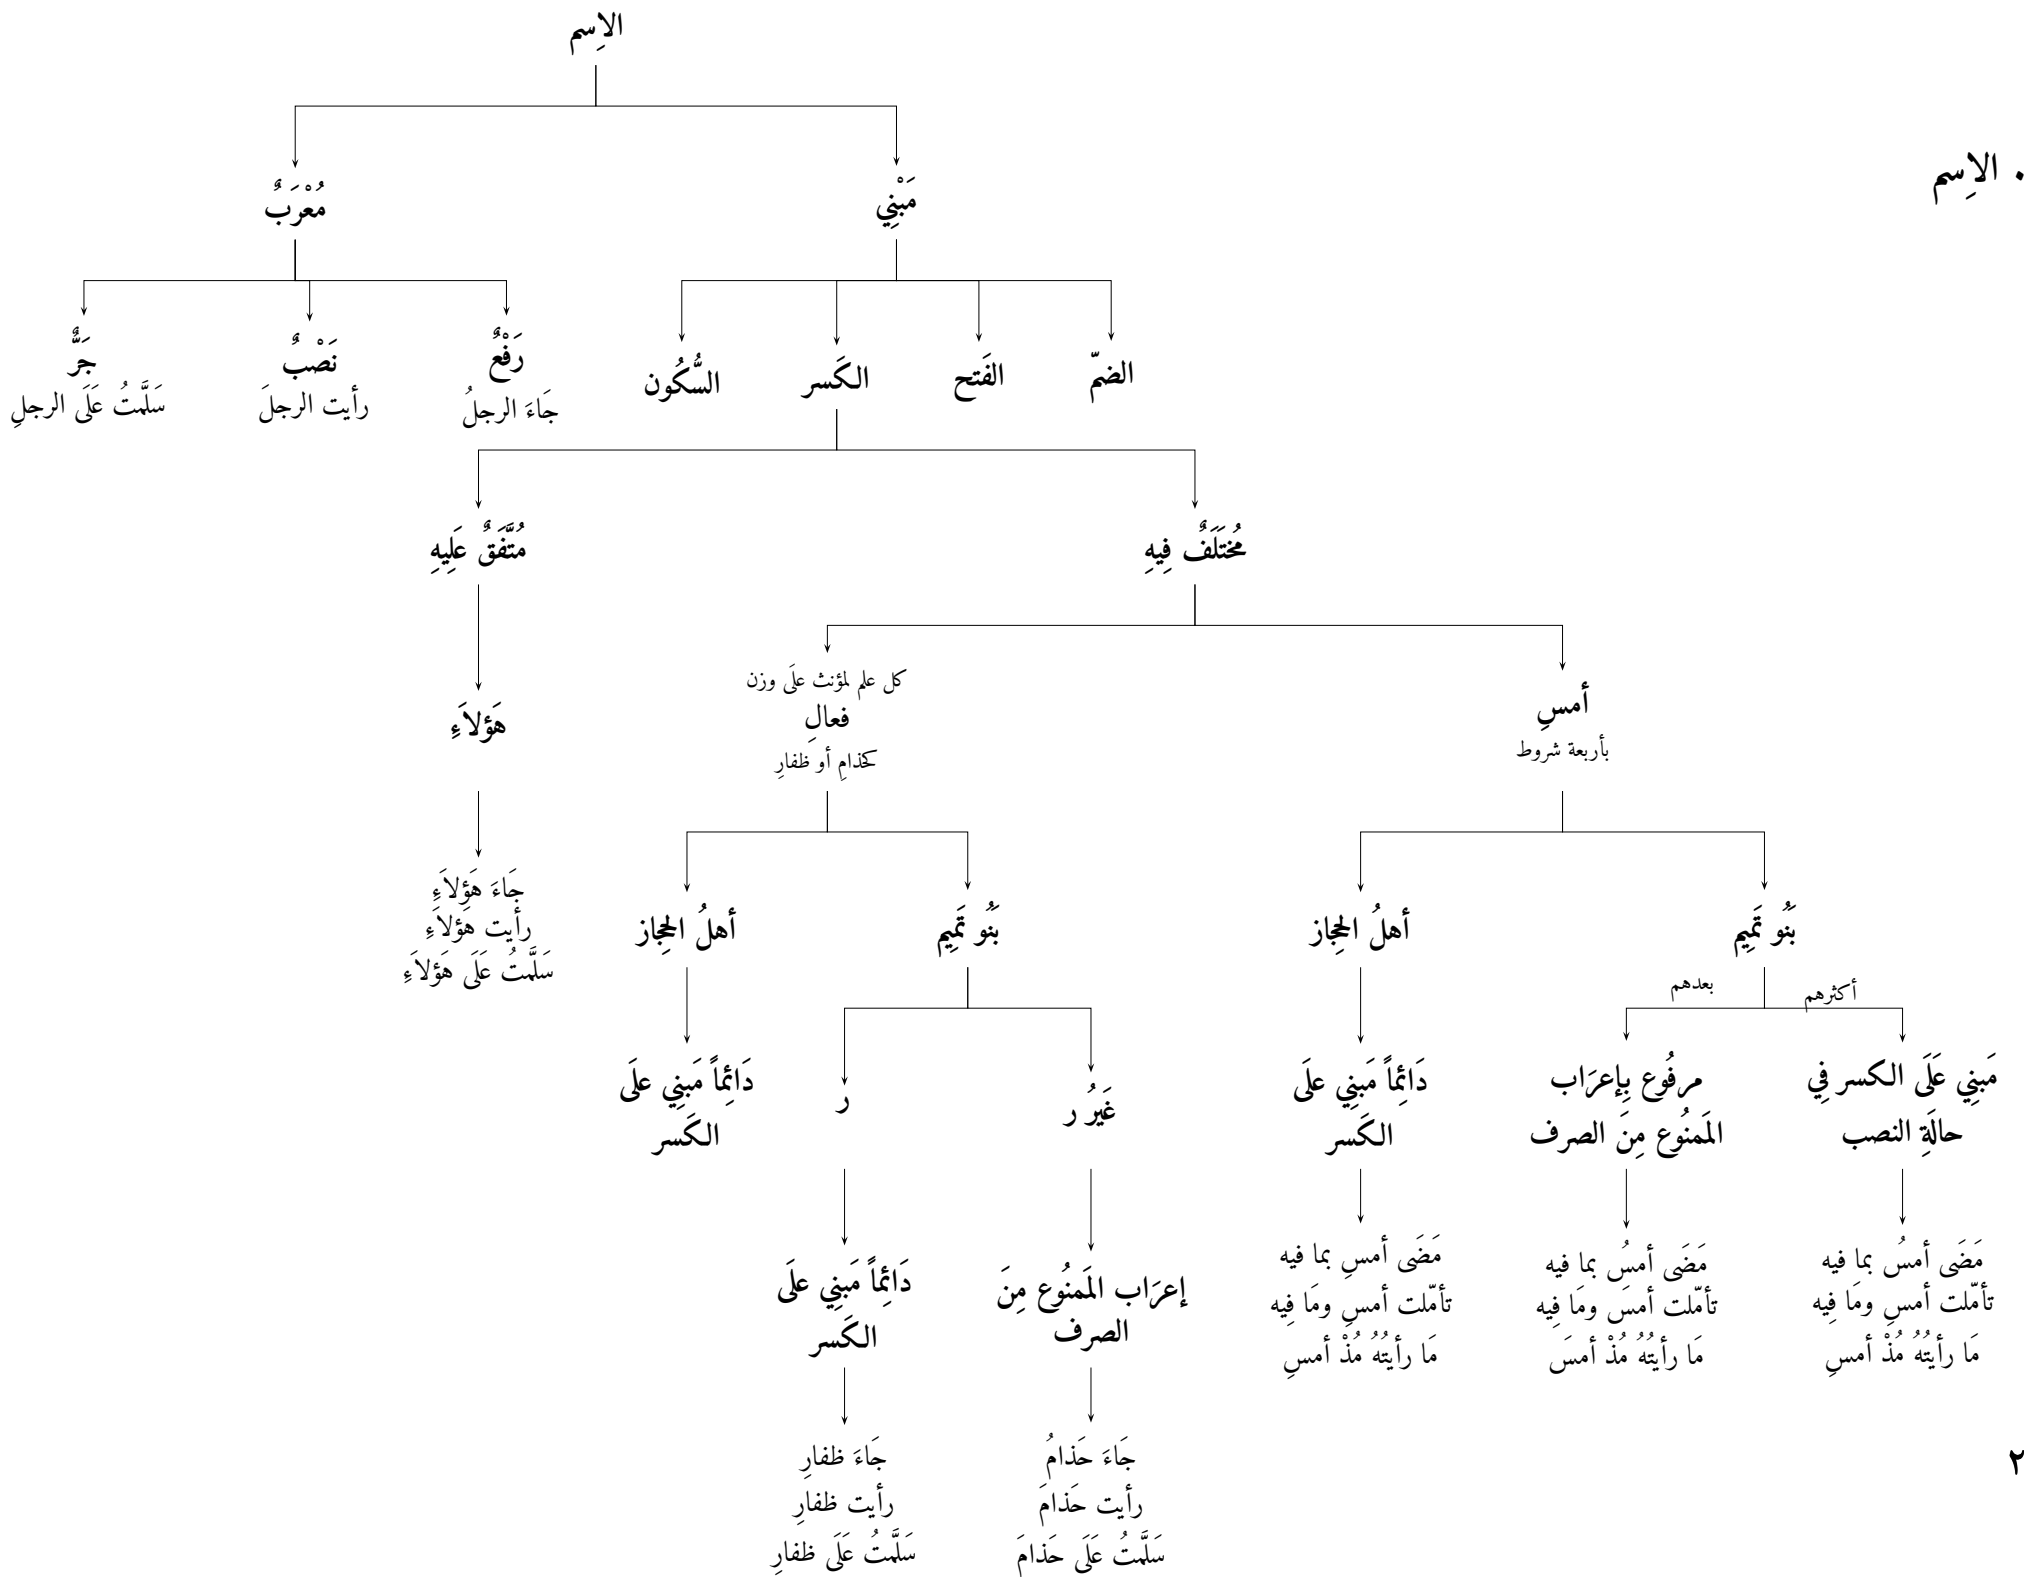 الاِسم
. الاِسم
مَبْنِي
مُعْرَبٌ
الضمّ
الفَتح
الكَسر
السُّكُون
رَفْعٌ
جَاءَ الرجلُ
نَصْبٌ
رأيت الرجلَ
جَرٌّ
سَلَّمتُ عَلَى الرجلِ
مُختَلَفٌ فِيهِ
مُتَّفَقٌ عَلِيهِ
أمسِ
بأربعة شروط
كل علم لمؤنث علَى وزن
فعالِ
كحذامِ أو ظفارِ
هَؤلاَءِ
جَاءَ هَؤلاَءِ
رأيت هَؤلاَءِ
سَلَّمتُ عَلَى هَؤلاَءِ
بَنُو تَمِيم
أهلُ الحِجاز
بَنُو تَمِيم
أهلُ الحِجاز
أكثرهم
بعدهم
مَبنِي عَلَى الكسر فِي
حالَةِ النصب
مرفُوع بِإعرَاب
المَمنُوع مِنَ الصرف
دَائِماً مَبنِي علَى
الكَسر
غَيرُ ر
ر
دَائِماً مَبنِي علَى
الكَسر
مَضَى أمسُ بما فيه
تأمّلت أمسِ ومَا فِيه
مَا رأيتُهُ مُذْ أمسِ
مَضَى أمسُ بما فيه
تأمّلت أمسَ ومَا فِيه
مَا رأيتُهُ مُذْ أمسَ
مَضَى أمسِ بما فيه
تأمّلت أمسِ ومَا فِيه
مَا رأيتُهُ مُذْ أمسِ
إعرَاب المَمنُوع مِنَ
الصرف
دَائِماً مَبنِي علَى
الكَسر
جَاءَ حَذامُ
رأيت حَذامَ
سَلَّمتُ عَلَى حَذامَ
جَاءَ ظفارِ
رأيت ظفارِ
سَلَّمتُ عَلَى ظفارِ
٢